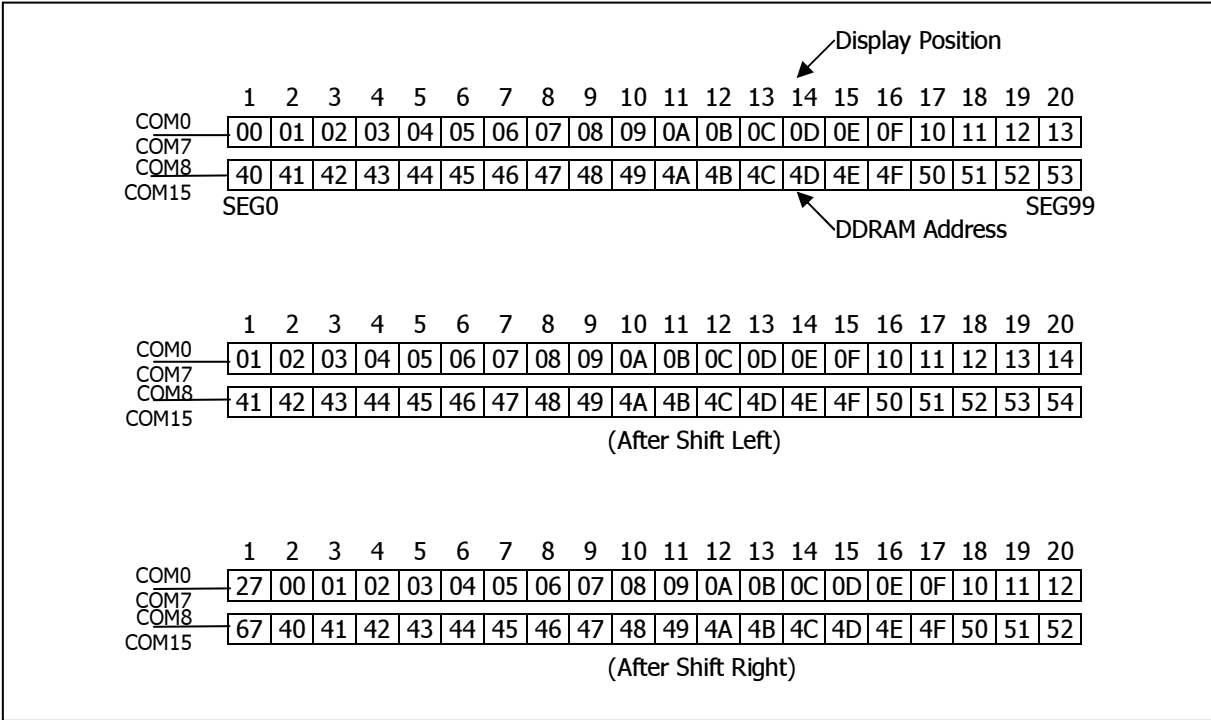 Display Position
1 2 3 4 5 6 7 8 9 10 11 12 13 14 15 16 17 18 19 20
COM0
COM7
00 01 02 03 04 05 06 07 08 09 0A 0B 0C 0D 0E 0F 10 11 12 13
COM8
COM15
40 41 42 43 44 45 46 47 48 49 4A 4B 4C 4D 4E 4F 50 51 52 53
SEG0 SEG99
DDRAM Address
1 2 3 4 5 6 7 8 9 10 11 12 13 14 15 16 17 18 19 20
COM0
COM7
01 02 03 04 05 06 07 08 09 0A 0B 0C 0D 0E 0F 10 11 12 13 14
COM8
COM15
41 42 43 44 45 46 47 48 49 4A 4B 4C 4D 4E 4F 50 51 52 53 54
(After Shift Left)
1 2 3 4 5 6 7 8 9 10 11 12 13 14 15 16 17 18 19 20
COM0
COM7
27 00 01 02 03 04 05 06 07 08 09 0A 0B 0C 0D 0E 0F 10 11 12
COM8
COM15
67 40 41 42 43 44 45 46 47 48 49 4A 4B 4C 4D 4E 4F 50 51 52
(After Shift Right)